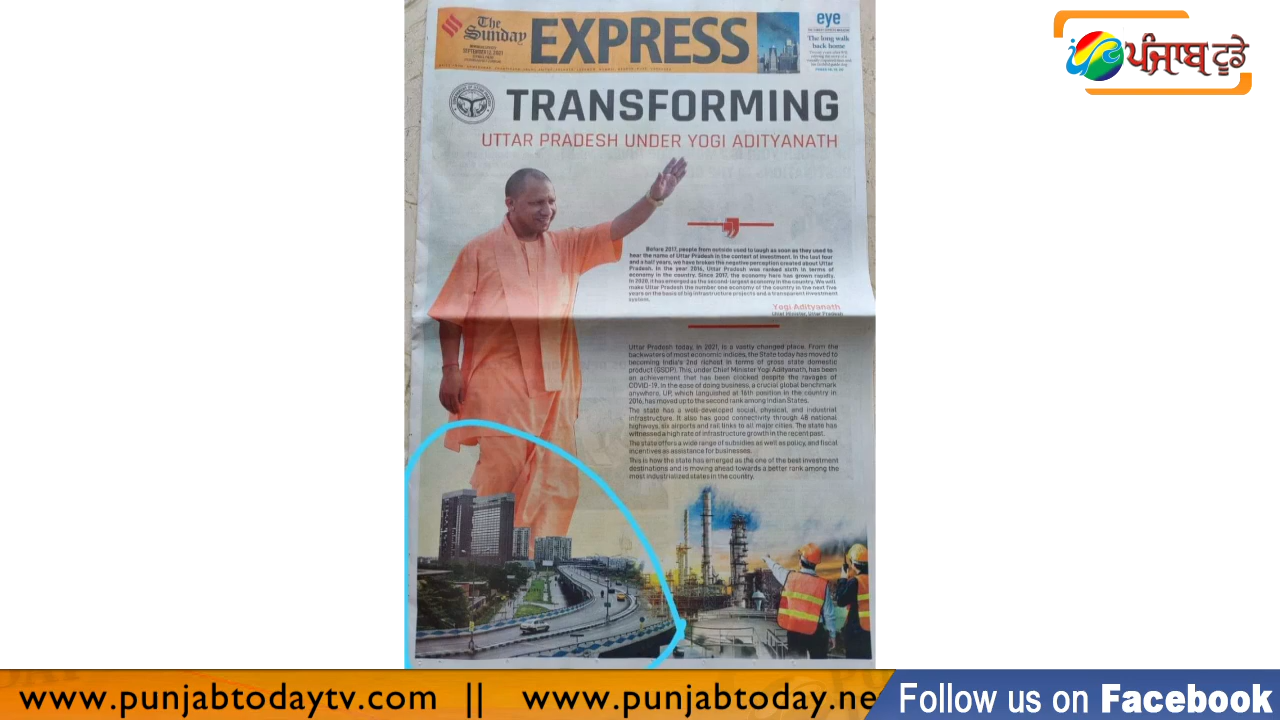 The
Sunday
EXPRESS
SEPTEMBER 12, 2021
eye
The long walk
back home
ਪੰਜਾਬ ਟੂਡੇ
TRANSFORMING
UTTAR PRADESH UNDER YOGI ADITYANATH
Before 2017, people from outside used to laugh as soon as they used to
hear the name of Uttar Pradesh in the context of investment. In the last four
and a half years, we have broken the negative perception created about Uttar
Pradesh. In the year 2016, Uttar Pradesh was ranked sixth in terms of
economy in the country. Since 2017, the economy here has grown rapidly.
In 2020, it has emerged as the second-largest economy in the country. We will
make Uttar Pradesh the number one economy of the country in the next five
years on the basis of big infrastructure projects and a transparent investment
system.
Yogi Adityanath
Chief Minister, Uttar Pradesh
Uttar Pradesh today, in 2021, is a vastly changed place. From the
backwaters of most economic indices, the State today has moved to
becoming India's 2nd richest in terms of gross state domestic
product (GSDP). This, under Chief Minister Yogi Adityanath, has been
an achievement that has been clocked despite the ravages of
COVID-19. In the ease of doing business, a crucial global benchmark
anywhere, UP, which languished at 16th position in the country in
2016, has moved up to the second rank among Indian States.
The state has a well-developed social, physical, and industrial
infrastructure. It also has good connectivity through 48 national
highways, six airports and rail links to all major cities. The state has
witnessed a high rate of infrastructure growth in the recent past.
The state offers a wide range of subsidies as well as policy, and fiscal
incentives as assistance for businesses.
This is how the state has emerged as the one of the best investment
destinations and is moving ahead towards a better rank among the
most industrialized states in the country.
www.punjabtodaytv.com || www.punjabtoday.ne
Follow us on Facebook